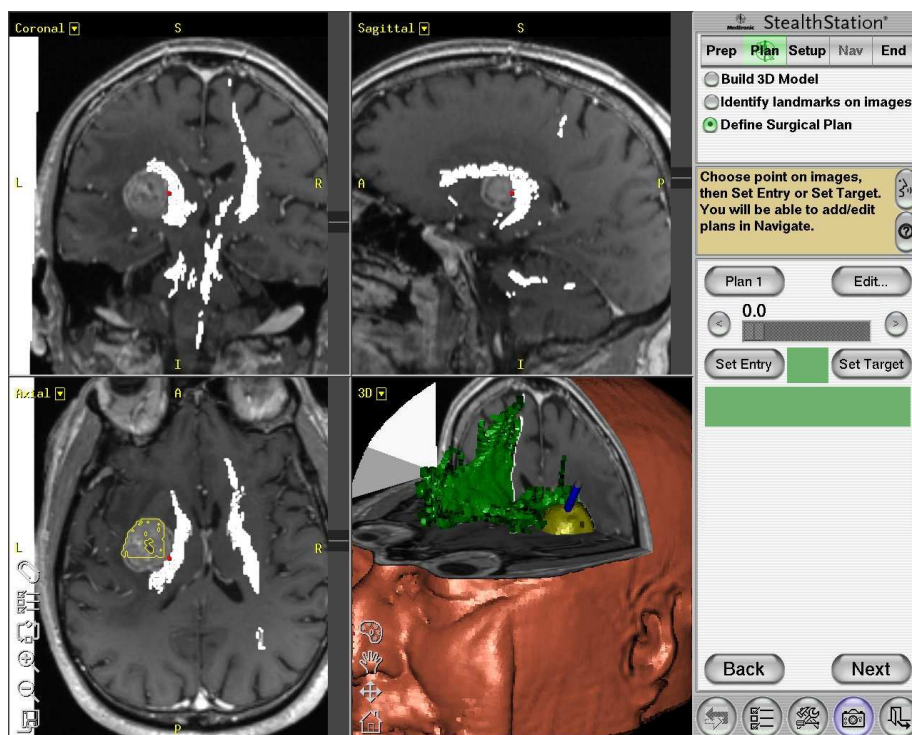 Coronal
S
L
R
I
Sagittal
S
A
P
I
Medtronic StealthStation®
Prep Plan Setup Nav End
Build 3D Model
Identify landmarks on images
Define Surgical Plan
Choose point on images,
then Set Entry or Set Target.
You will be able to add/edit
plans in Navigate.
?
Plan 1 Edit...
0.0
< >
Set Entry Set Target
Axial
A
L
R
P
3D
Back Next